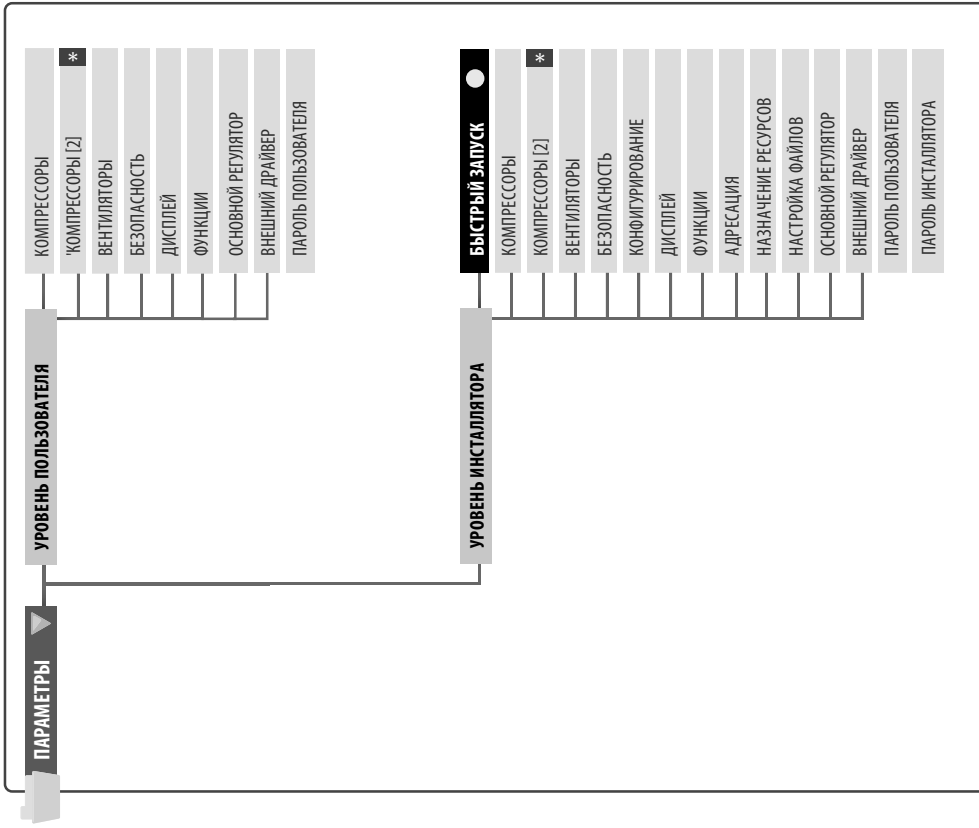 ПАРАМЕТРЫ
УРОВЕНЬ ПОЛЬЗОВАТЕЛЯ
КОМПРЕССОРЫ
'КОМПРЕССОРЫ [2] *
ВЕНТИЛЯТОРЫ
БЕЗОПАСНОСТЬ
ДИСПЛЕЙ
ФУНКЦИИ
ОСНОВНОЙ РЕГУЛЯТОР
ВНЕШНИЙ ДРАЙВЕР
ПАРОЛЬ ПОЛЬЗОВАТЕЛЯ
УРОВЕНЬ ИНСТАЛЛЯТОРА
БЫСТРЫЙ ЗАПУСК
КОМПРЕССОРЫ
КОМПРЕССОРЫ [2] *
ВЕНТИЛЯТОРЫ
БЕЗОПАСНОСТЬ
КОНФИГУРИРОВАНИЕ
ДИСПЛЕЙ
ФУНКЦИИ
АДРЕСАЦИЯ
НАЗНАЧЕНИЕ РЕСУРСОВ
НАСТРОЙКА ФАЙЛОВ
ОСНОВНОЙ РЕГУЛЯТОР
ВНЕШНИЙ ДРАЙВЕР
ПАРОЛЬ ПОЛЬЗОВАТЕЛЯ
ПАРОЛЬ ИНСТАЛЛЯТОРА